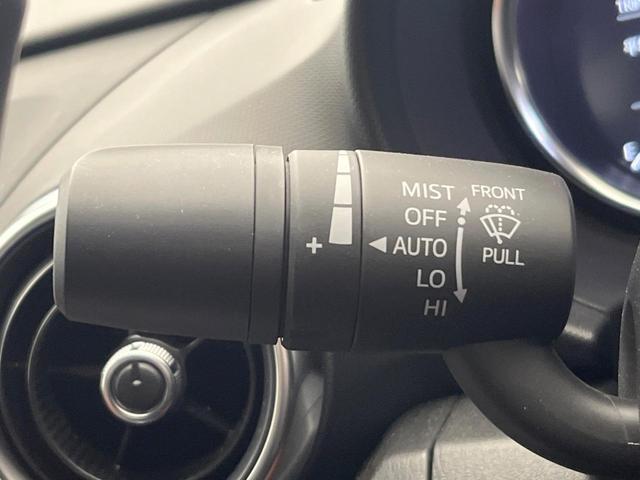 MIST FRONT
OFF
+ AUTO PULL
LO
HI